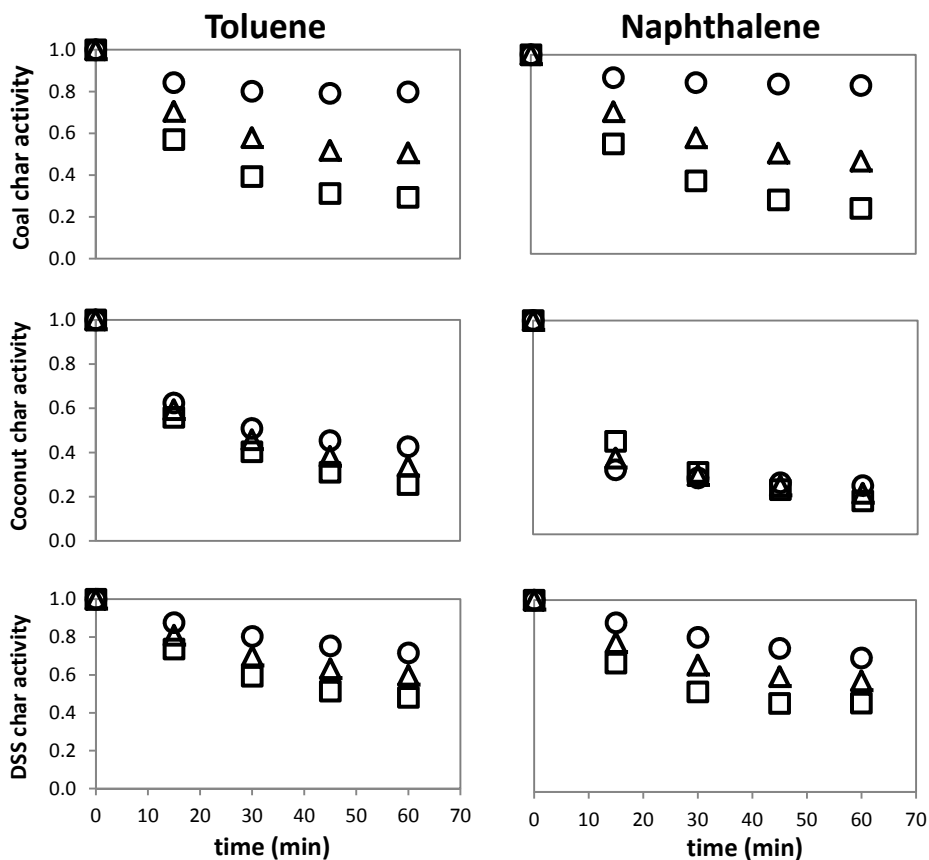 Toluene Naphthalene
Coal char activity
1.0
0.8
0.6
0.4
0.2
0.0
Coconut char activity
1.0
0.8
0.6
0.4
0.2
0.0
DSS char activity
1.0
0.8
0.6
0.4
0.2
0.0
0 10 20 30 40 50 60 70
time (min)
0 10 20 30 40 50 60 70
time (min)